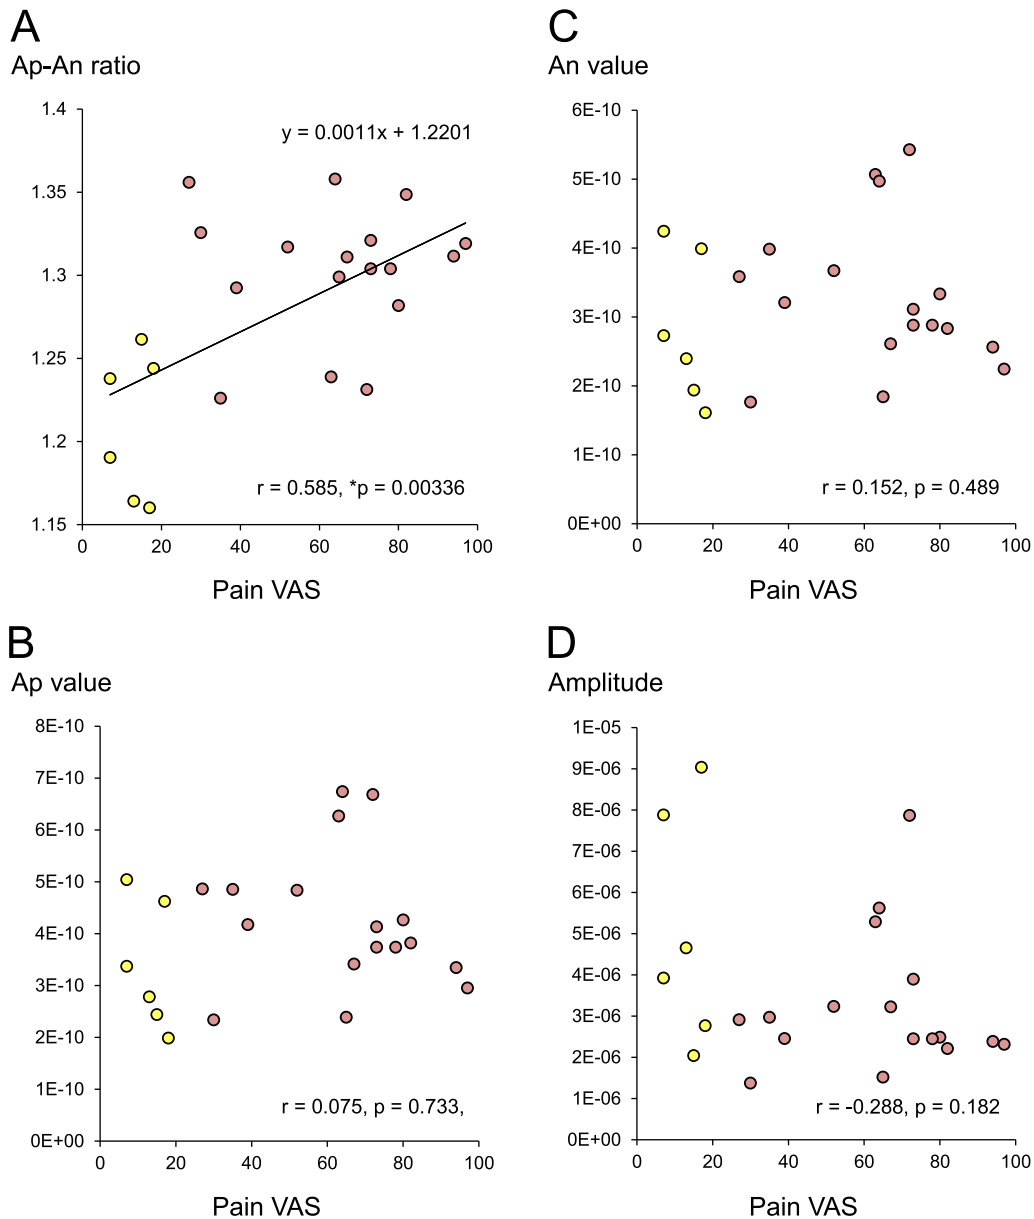 A
Ap-An ratio
1.4
y = 0.0011x + 1.2201
1.35
1.3
1.25
1.2
r = 0.585, *p = 0.00336
1.15
0 20 40 60 80 100
Pain VAS
C
An value
6E-10
5E-10
4E-10
3E-10
2E-10
1E-10
r = 0.152, p = 0.489
0E+00
0 20 40 60 80 100
Pain VAS
B
Ap value
8E-10
7E-10
6E-10
5E-10
4E-10
3E-10
2E-10
1E-10
r = 0.075, p = 0.733,
0E+00
0 20 40 60 80 100
Pain VAS
D
Amplitude
1E-05
9E-06
8E-06
7E-06
6E-06
5E-06
4E-06
3E-06
2E-06
1E-06
r = -0.288, p = 0.182
0E+00
0 20 40 60 80 100
Pain VAS